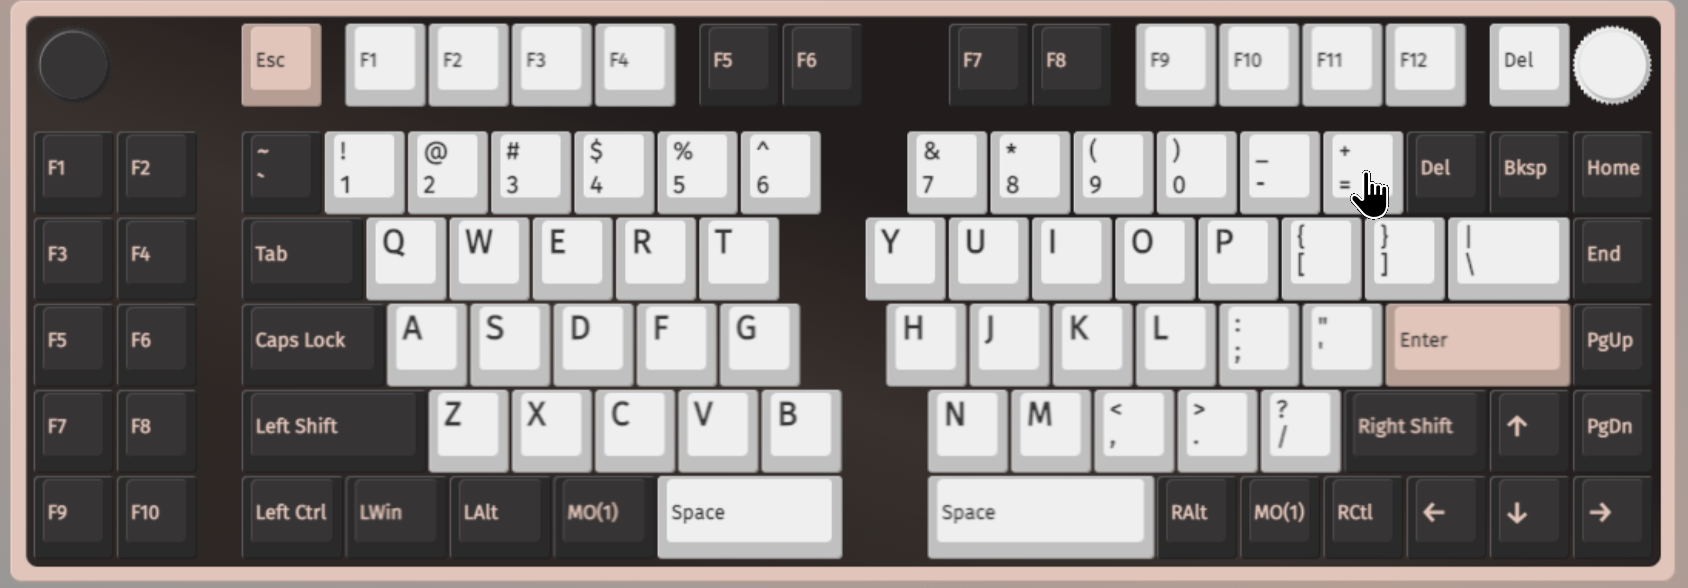 Esc F1 F2 F3 F4 F5 F6 F7 F8 F9 F10 F11 F12 Del
F1 F2 ~ ` ! 1 @ 2 # 3 $ 4 % 5 ^ 6 & 7 * 8 ( 9 ) 0 _ - + = Del Bksp Home
F3 F4 Tab Q W E R T Y U I O P { [ } ] | \ End
F5 F6 Caps Lock A S D F G H J K L : ; " ' Enter PgUp
F7 F8 Left Shift Z X C V B N M < , > . ? / Right Shift ↑ PgDn
F9 F10 Left Ctrl LWin LAlt MO(1) Space Space RAlt MO(1) RCtl ← ↓ →